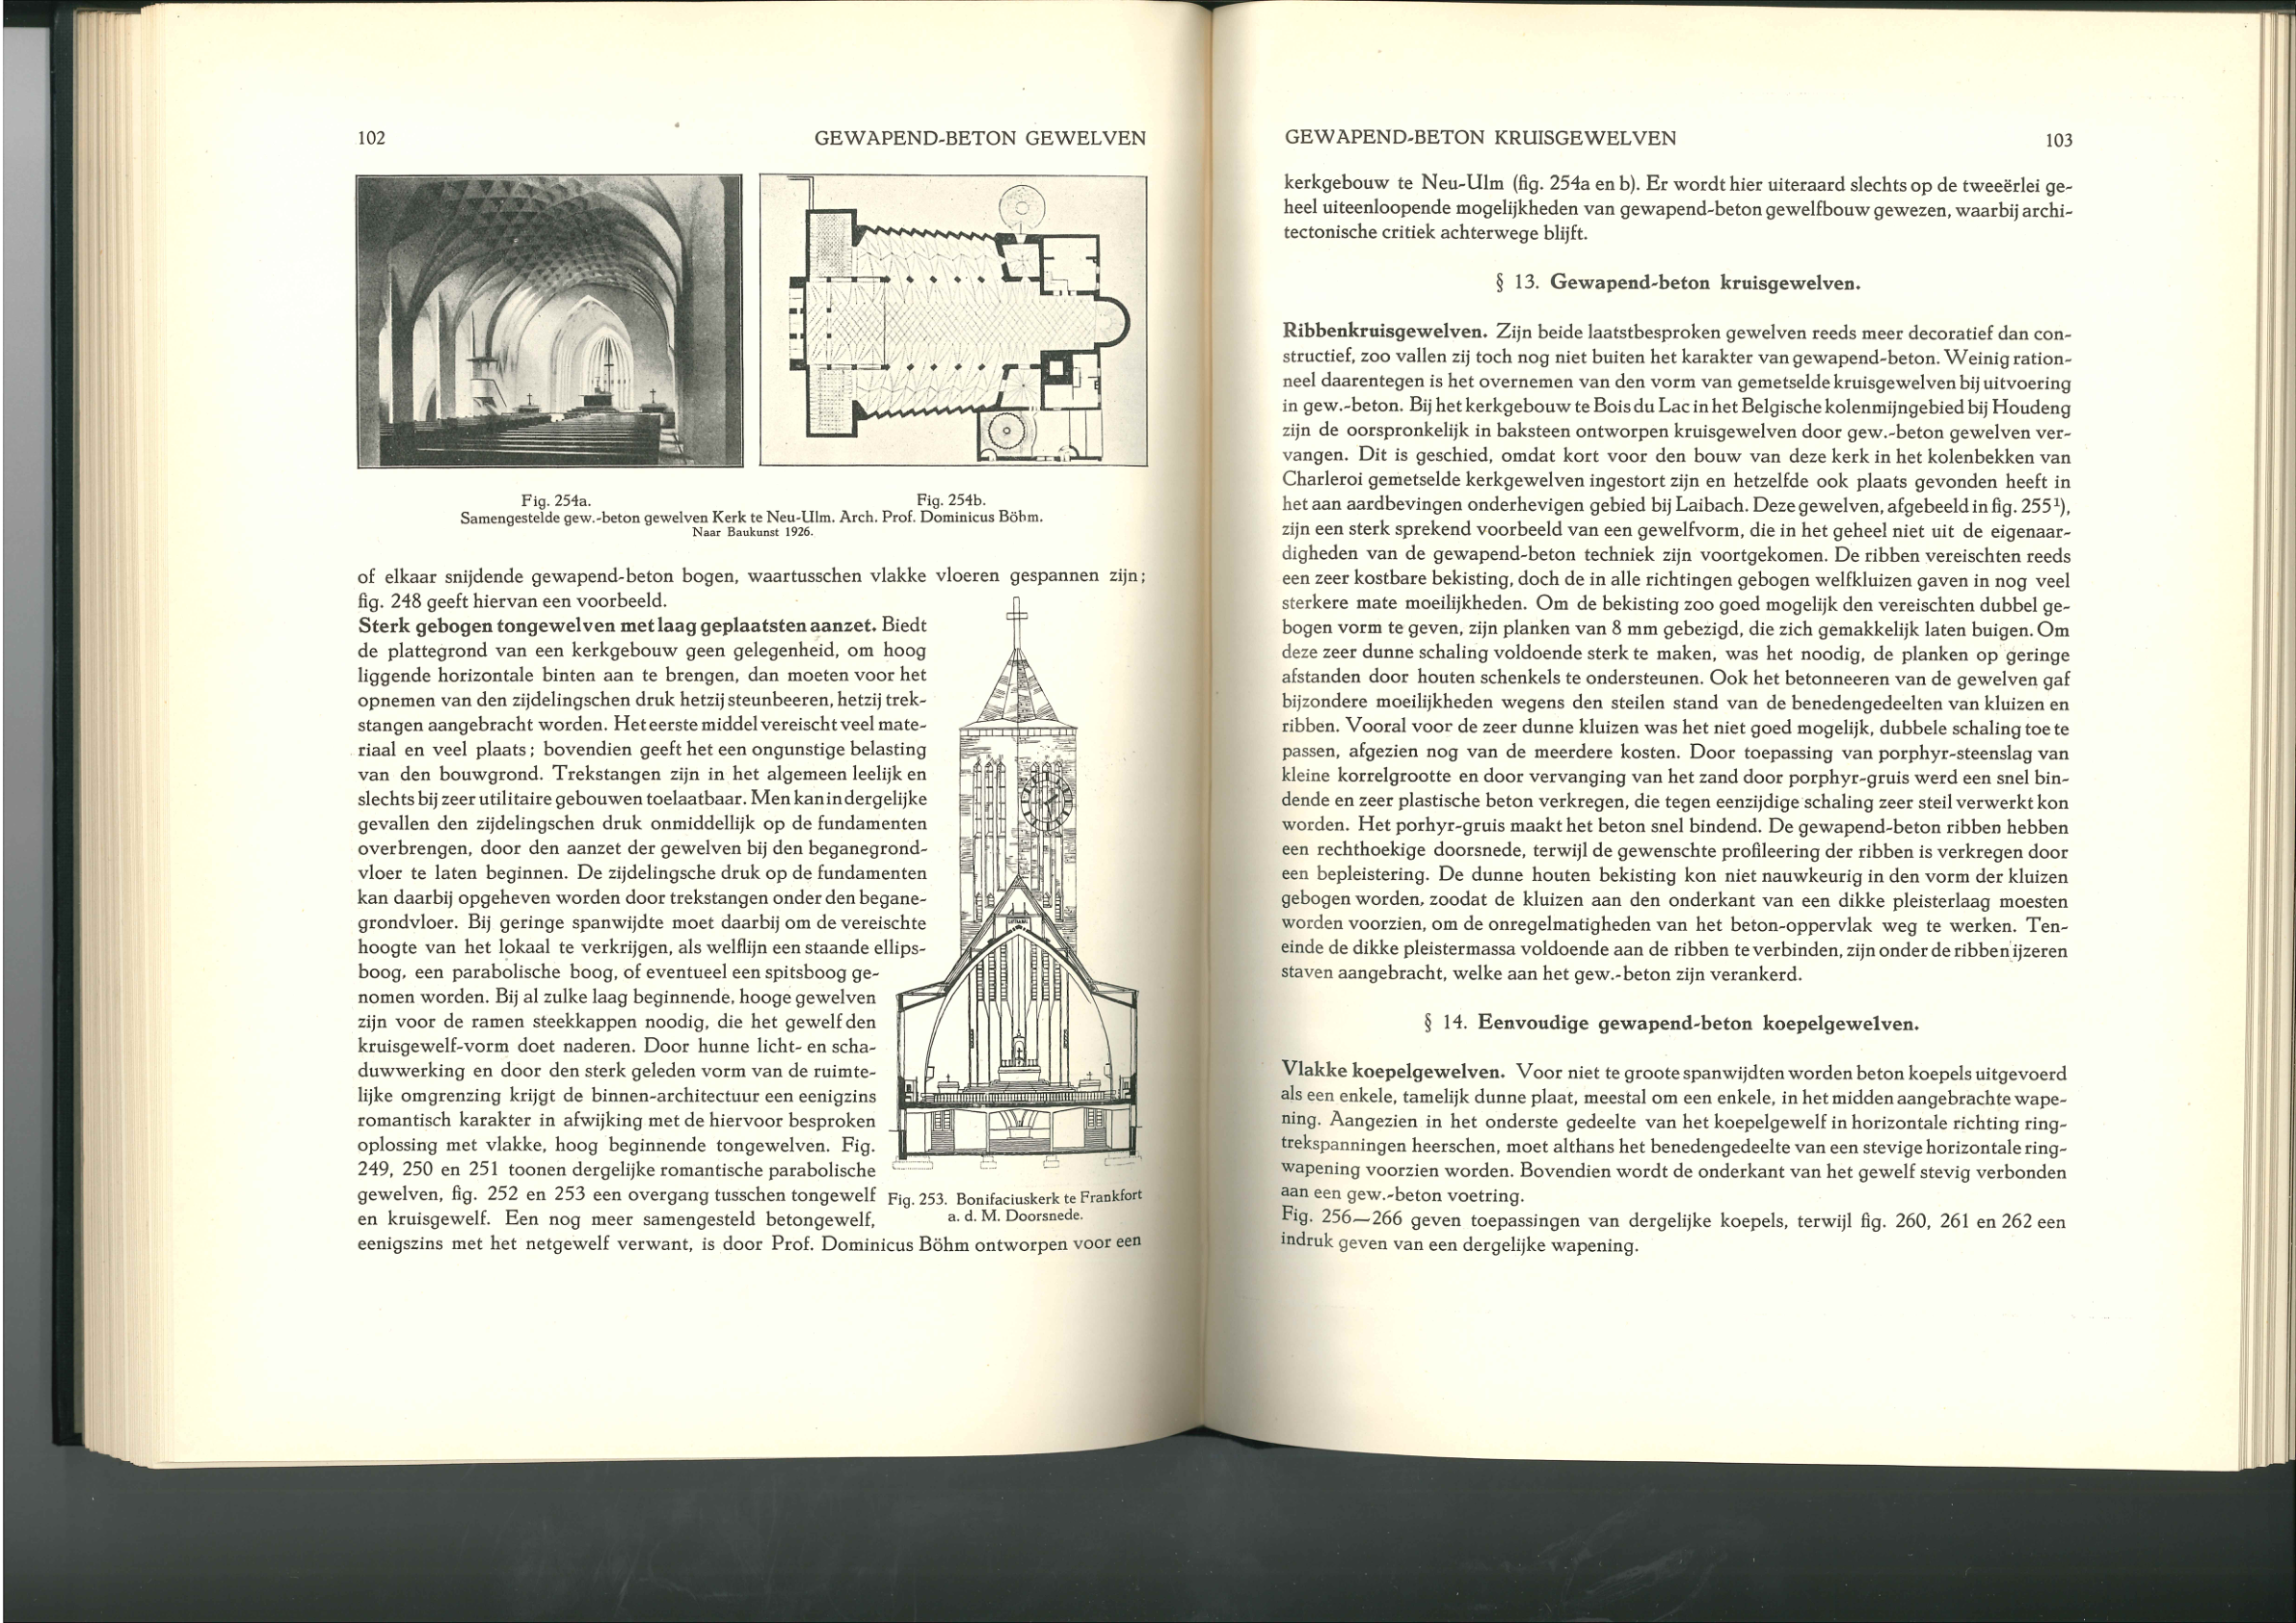 102
GEWAPEND-BETON GEWELVEN
Fig. 254a.
Fig. 254b.
Samengestelde gew.-beton gewelven Kerk te Neu-Ulm. Arch. Prof. Dominicus Böhm.
Naar Baukunst 1926.
of elkaar snijdende gewapend-beton bogen, waartusschen vlakke vloeren gespannen zijn;
fig. 248 geeft hiervan een voorbeeld.
Sterk gebogen tongewelven met laag geplaatsten aanzet. Biedt
de plattegrond van een kerkgebouw geen gelegenheid, om hoog
liggende horizontale binten aan te brengen, dan moeten voor het
opnemen van den zijdelingschen druk hetzij steunbeeren, hetzij trek-
stangen aangebracht worden. Het eerste middel vereischt veel mate-
riaal en veel plaats; bovendien geeft het een ongunstige belasting
van den bouwgrond. Trekstangen zijn in het algemeen leelijk en
slechts bij zeer utilitaire gebouwen toelaatbaar. Men kan in dergelijke
gevallen den zijdelingschen druk onmiddellijk op de fundamenten
overbrengen, door den aanzet der gewelven bij den beganegrond-
vloer te laten beginnen. De zijdelingsche druk op de fundamenten
kan daarbij opgeheven worden door trekstangen onder den begane-
grondvloer. Bij geringe spanwijdte moet daarbij om de vereischte
hoogte van het lokaal te verkrijgen, als welflijn een staande ellips-
boog, een parabolische boog, of eventueel een spitsboog ge-
nomen worden. Bij al zulke laag beginnende, hooge gewelven
zijn voor de ramen steekkappen noodig, die het gewelf den
kruisgewelf-vorm doet naderen. Door hunne licht- en scha-
duwwerking en door den sterk geleden vorm van de ruimte-
lijke omgrenzing krijgt de binnen-architectuur een eenigzins
romantisch karakter in afwijking met de hiervoor besproken
oplossing met vlakke, hoog beginnende tongewelven. Fig.
249, 250 en 251 toonen dergelijke romantische parabolische
gewelven, fig. 252 en 253 een overgang tusschen tongewelf
en kruisgewelf. Een nog meer samengesteld betongewelf,
eenigszins met het netgewelf verwant, is door Prof. Dominicus Böhm ontworpen voor een
Fig. 253. Bonifaciuskerk te Frankfort
a. d. M. Doorsnede.
GEWAPEND-BETON KRUISGEWELVEN
103
kerkgebouw te Neu-Ulm (fig. 254a en b). Er wordt hier uiteraard slechts op de tweeërlei ge-
heel uiteenloopende mogelijkheden van gewapend-beton gewelfbouw gewezen, waarbij archi-
tectonische critiek achterwege blijft.
§ 13. Gewapend-beton kruisgewelven.
Ribbenkruisgewelven. Zijn beide laatstbesproken gewelven reeds meer decoratief dan con-
structief, zoo vallen zij toch nog niet buiten het karakter van gewapend-beton. Weinig ration-
neel daarentegen is het overnemen van den vorm van gemetselde kruisgewelven bij uitvoering
in gew.-beton. Bij het kerkgebouw te Bois du Lac in het Belgische kolenmijngebied bij Houdeng
zijn de oorspronkelijk in baksteen ontworpen kruisgewelven door gew.-beton gewelven ver-
vangen. Dit is geschied, omdat kort voor den bouw van deze kerk in het kolenbekken van
Charleroi gemetselde kerkgewelven ingestort zijn en hetzelfde ook plaats gevonden heeft in
het aan aardbevingen onderhevigen gebied bij Laibach. Deze gewelven, afgebeeld in fig. 255¹),
zijn een sterk sprekend voorbeeld van een gewelfvorm, die in het geheel niet uit de eigenaar-
digheden van de gewapend-beton techniek zijn voortgekomen. De ribben vereischten reeds
een zeer kostbare bekisting, doch de in alle richtingen gebogen welfkluizen gaven in nog veel
sterkere mate moeilijkheden. Om de bekisting zoo goed mogelijk den vereischten dubbel ge-
bogen vorm te geven, zijn planken van 8 mm gebezigd, die zich gemakkelijk laten buigen. Om
deze zeer dunne schaling voldoende sterk te maken, was het noodig, de planken op geringe
afstanden door houten schenkels te ondersteunen. Ook het betonneeren van de gewelven gaf
bijzondere moeilijkheden wegens den steilen stand van de benedengedeelten van kluizen en
ribben. Vooral voor de zeer dunne kluizen was het niet goed mogelijk, dubbele schaling toe te
passen, afgezien nog van de meerdere kosten. Door toepassing van porphyr-steenslag van
kleine korrelgrootte en door vervanging van het zand door porphyr-gruis werd een snel bin-
dende en zeer plastische beton verkregen, die tegen eenzijdige schaling zeer steil verwerkt kon
worden. Het porhyr-gruis maakt het beton snel bindend. De gewapend-beton ribben hebben
een rechthoekige doorsnede, terwijl de gewenschte profileering der ribben is verkregen door
een bepleistering. De dunne houten bekisting kon niet nauwkeurig in den vorm der kluizen
gebogen worden, zoodat de kluizen aan den onderkant van een dikke pleisterlaag moesten
worden voorzien, om de onregelmatigheden van het beton-oppervlak weg te werken. Ten-
einde de dikke pleistermassa voldoende aan de ribben te verbinden, zijn onder de ribben ijzeren
staven aangebracht, welke aan het gew.-beton zijn verankerd.
§ 14. Eenvoudige gewapend-beton koepelgewelven.
Vlakke koepelgewelven. Voor niet te groote spanwijdten worden beton koepels uitgevoerd
als een enkele, tamelijk dunne plaat, meestal om een enkele, in het midden aangebrachte wape-
ning. Aangezien in het onderste gedeelte van het koepelgewelf in horizontale richting ring-
trekspanningen heerschen, moet althans het benedengedeelte van een stevige horizontale ring-
wapening voorzien worden. Bovendien wordt de onderkant van het gewelf stevig verbonden
aan een gew.-beton voetring.
Fig. 256—266 geven toepassingen van dergelijke koepels, terwijl fig. 260, 261 en 262 een
indruk geven van een dergelijke wapening.